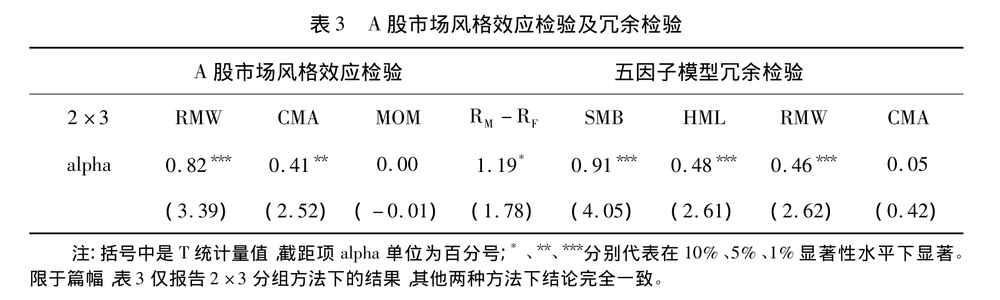 表 3 A 股市场风格效应检验及冗余检验
A 股市场风格效应检验 五因子模型冗余检验
2 ×3 RMW CMA MOM R_M − R_F SMB HML RMW CMA
alpha 0.82*** 0.41** 0.00 1.19* 0.91*** 0.48*** 0.46*** 0.05
(3.39) (2.52) (−0.01) (1.78) (4.05) (2.61) (2.62) (0.42)
注:括号中是 T 统计量值,截距项 alpha 单位为百分号;*、**、***分别代表在 10%、5%、1% 显著性水平下显著。
限于篇幅,表 3 仅报告 2 ×3 分组方法下的结果,其他两种方法下结论完全一致。